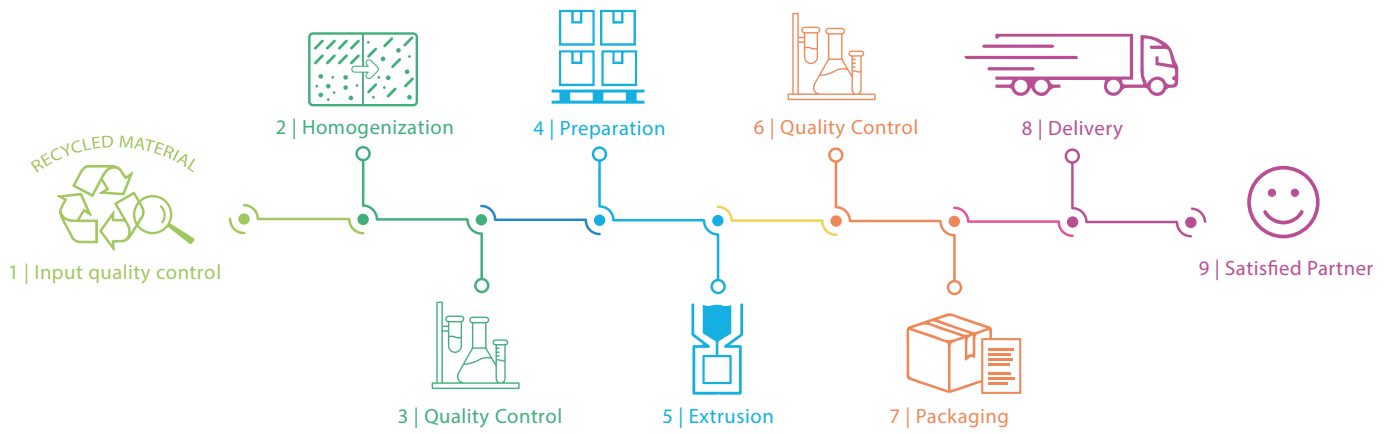 RECYCLED MATERIAL
1 | Input quality control
2 | Homogenization
3 | Quality Control
4 | Preparation
5 | Extrusion
6 | Quality Control
7 | Packaging
8 | Delivery
9 | Satisfied Partner